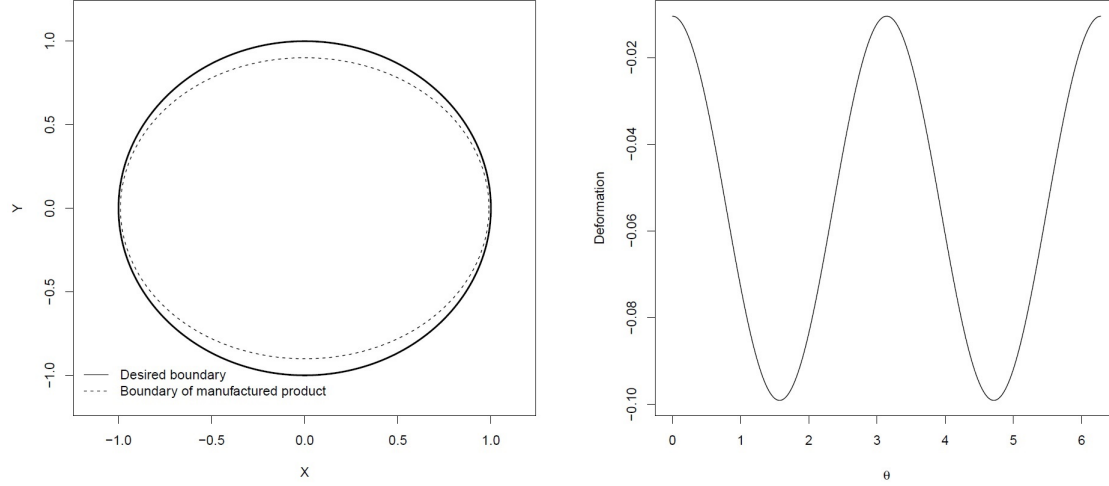 1.0
0.5
0.0
−0.5
−1.0
Y
Desired boundary
Boundary of manufactured product
−1.0 −0.5 0.0 0.5 1.0
X
−0.02
−0.04
−0.06
−0.08
−0.10
Deformation
0 1 2 3 4 5 6
θ